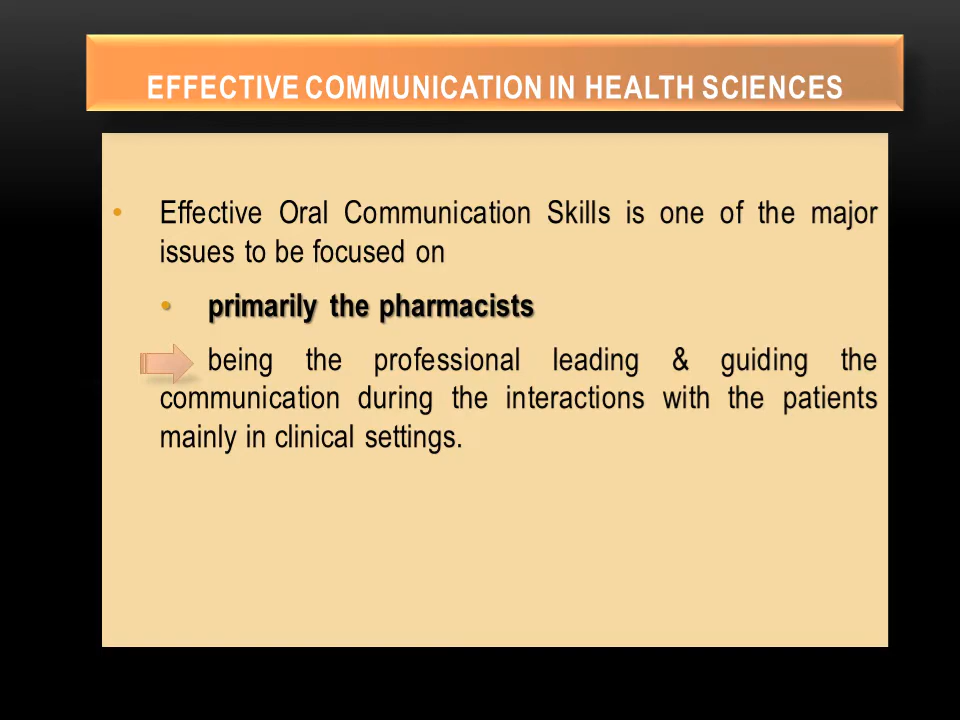 EFFECTIVE COMMUNICATION IN HEALTH SCIENCES
• Effective Oral Communication Skills is one of the major
issues to be focused on
• primarily the pharmacists
being the professional leading & guiding the
communication during the interactions with the patients
mainly in clinical settings.